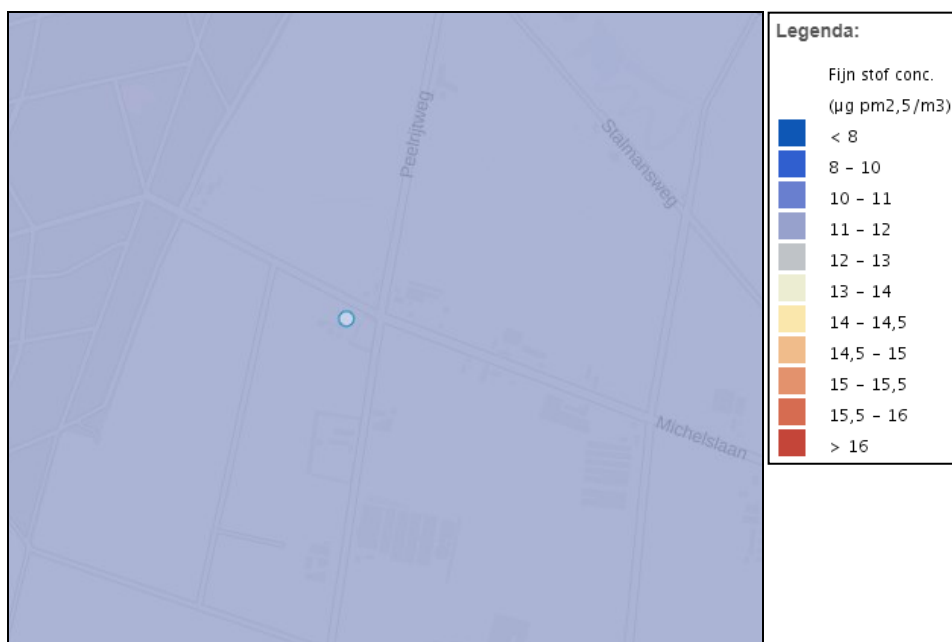 Peelrijtweg
Stalmansweg
Michelslaan
Legenda:
Fijn stof conc.
(µg pm2,5/m3)
< 8
8 – 10
10 – 11
11 – 12
12 – 13
13 – 14
14 – 14,5
14,5 – 15
15 – 15,5
15,5 – 16
> 16